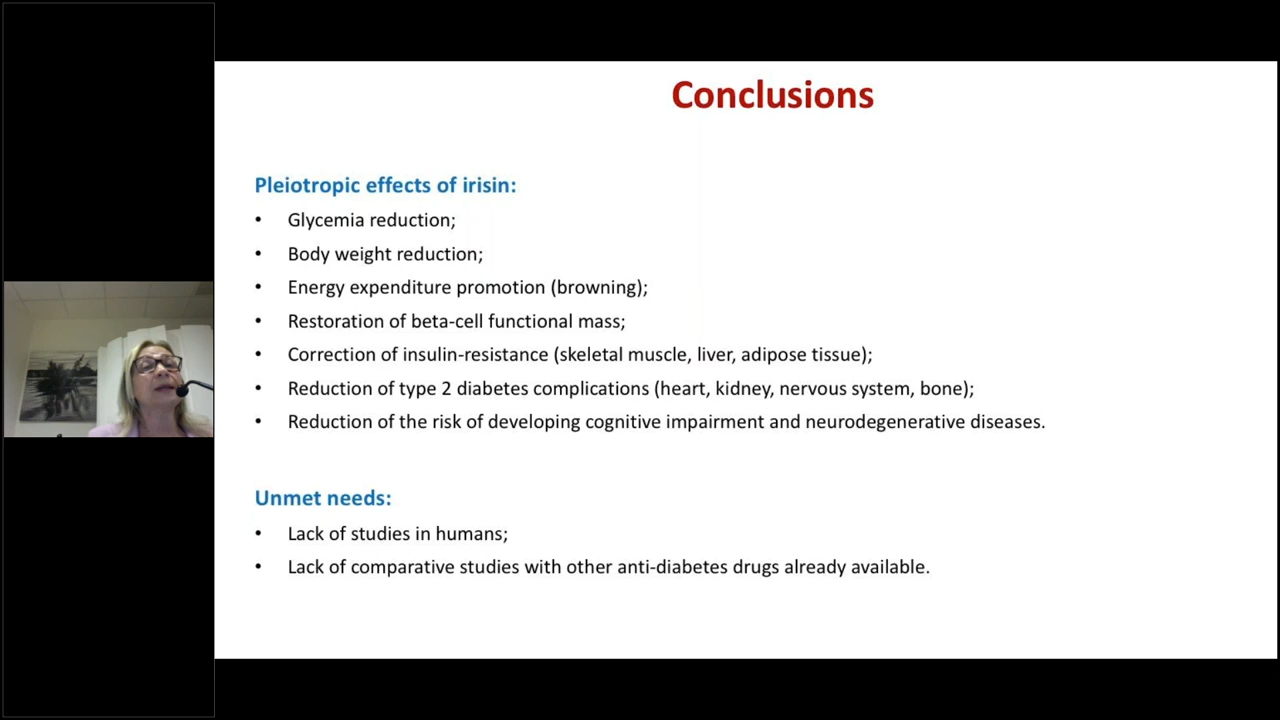 Conclusions
Pleiotropic effects of irisin:
• Glycemia reduction;
• Body weight reduction;
• Energy expenditure promotion (browning);
• Restoration of beta-cell functional mass;
• Correction of insulin-resistance (skeletal muscle, liver, adipose tissue);
• Reduction of type 2 diabetes complications (heart, kidney, nervous system, bone);
• Reduction of the risk of developing cognitive impairment and neurodegenerative diseases.
Unmet needs:
• Lack of studies in humans;
• Lack of comparative studies with other anti-diabetes drugs already available.